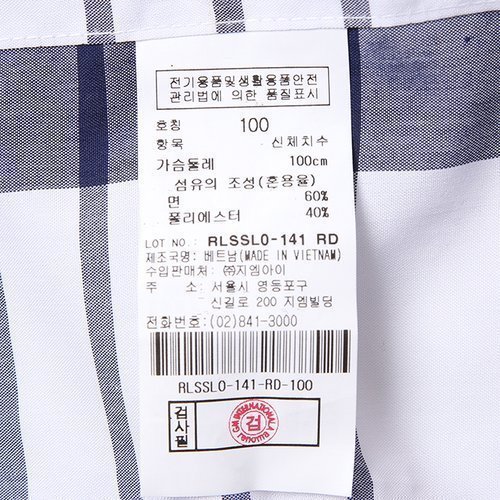 전기용품및생활용품안전
관리법에 의한 품질표시
호칭 100
항목 신체치수
가슴둘레 100cm
섬유의 조성(혼용율)
면 60%
폴리에스터 40%
LOT NO.: RLSSL0-141 RD
제조국명: 베트남(MADE IN VIETNAM)
수입판매처: ㈜지엠아이
주 소: 서울시 영등포구
신길로 200 지엠빌딩
전화번호: (02)841-3000
RLSSL0-141-RD-100
검사필
검
renoma